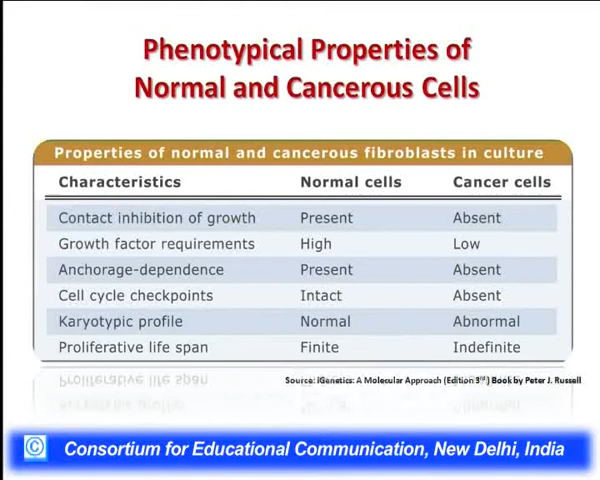 Phenotypical Properties of
Normal and Cancerous Cells
Properties of normal and cancerous fibroblasts in culture
Characteristics Normal cells Cancer cells
Contact inhibition of growth Present Absent
Growth factor requirements High Low
Anchorage-dependence Present Absent
Cell cycle checkpoints Intact Absent
Karyotypic profile Normal Abnormal
Proliferative life span Finite Indefinite
Source: iGenetics: A Molecular Approach (Edition 3rd) Book by Peter J. Russell
© Consortium for Educational Communication, New Delhi, India